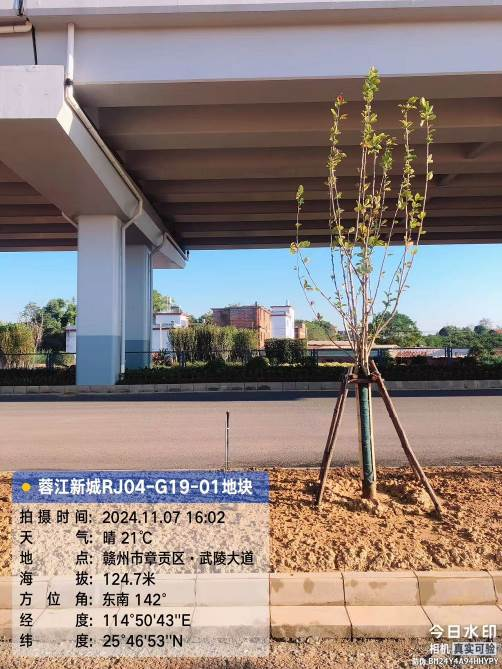 蓉江新城RJ04-G19-01地块
拍摄时间: 2024.11.07 16:02
天气: 晴 21℃
地点: 赣州市章贡区·武陵大道
海拔: 124.7米
方位角: 东南 142°
经度: 114°50'43"E
纬度: 25°46'53"N
今日水印
相机 真实可验
防伪 BH24Y4A94HHYBY